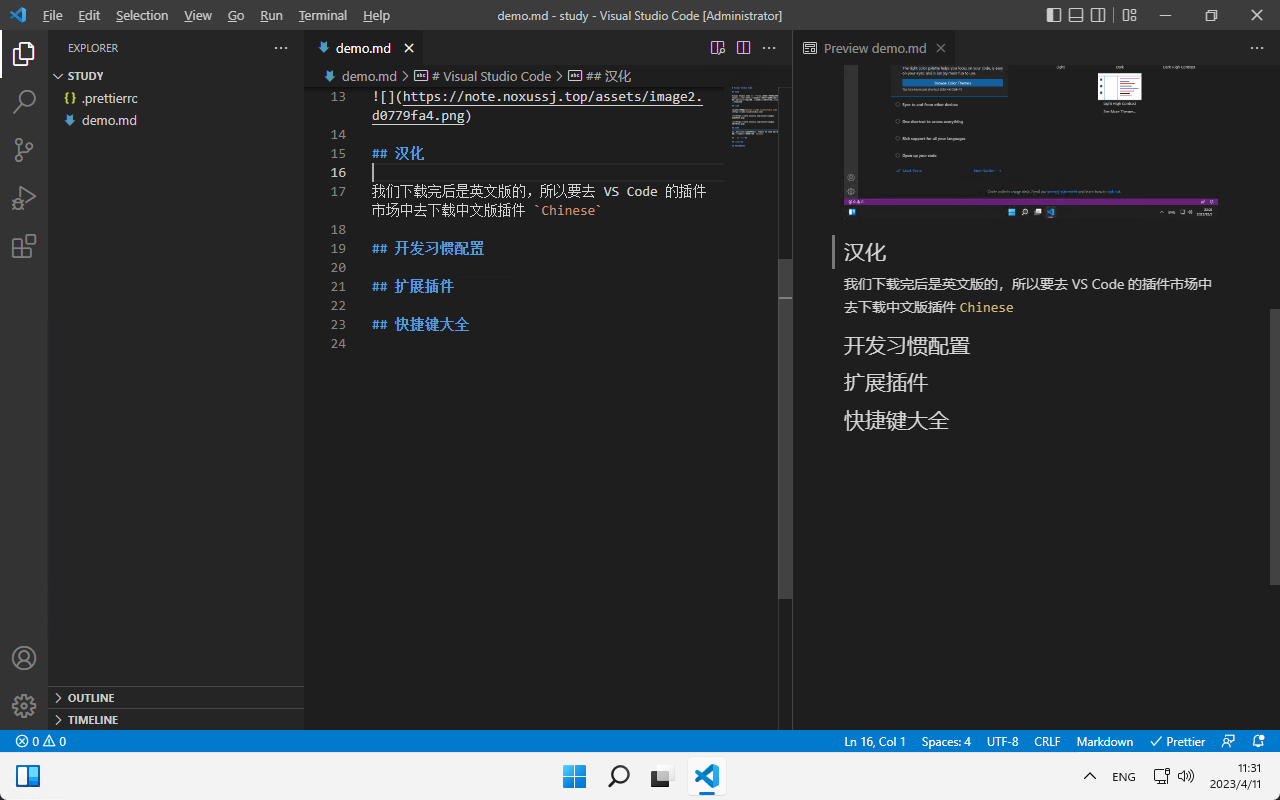 File Edit Selection View Go Run Terminal Help demo.md - study - Visual Studio Code [Administrator]
EXPLORER
STUDY
{} .prettierrc
demo.md
OUTLINE
TIMELINE
demo.md
demo.md > # Visual Studio Code > ## 汉化
13 ![](https://note.noxussj.top/assets/image2.
d0779fa4.png)
14
15 ## 汉化
16
17 我们下载完后是英文版的，所以要去 VS Code 的插件
市场中去下载中文版插件 `Chinese`
18
19 ## 开发习惯配置
20
21 ## 扩展插件
22
23 ## 快捷键大全
24
Preview demo.md
汉化
我们下载完后是英文版的，所以要去 VS Code 的插件市场中
去下载中文版插件 Chinese
开发习惯配置
扩展插件
快捷键大全
0 0 Ln 16, Col 1 Spaces: 4 UTF-8 CRLF Markdown Prettier
ENG
11:31
2023/4/11